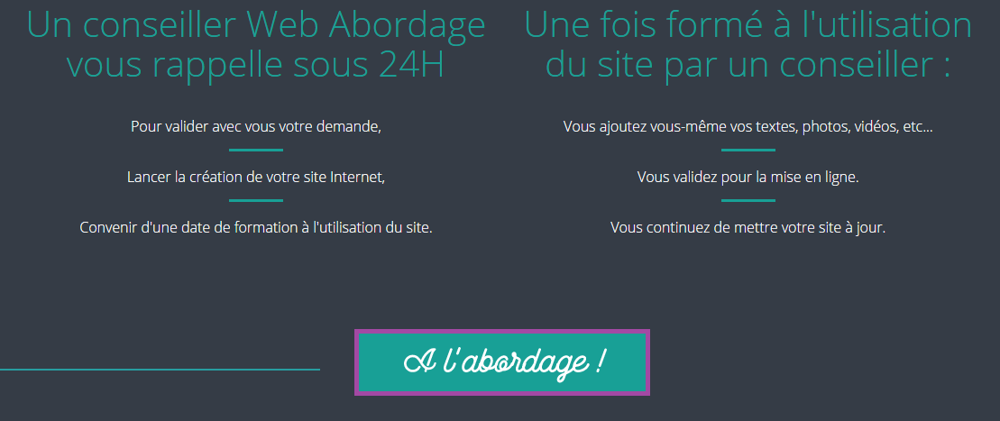 Un conseiller Web Abordage
vous rappelle sous 24H
Pour valider avec vous votre demande,
Lancer la création de votre site Internet,
Convenir d'une date de formation à l'utilisation du site.
Une fois formé à l'utilisation
du site par un conseiller :
Vous ajoutez vous-même vos textes, photos, vidéos, etc...
Vous validez pour la mise en ligne.
Vous continuez de mettre votre site à jour.
A l'abordage !